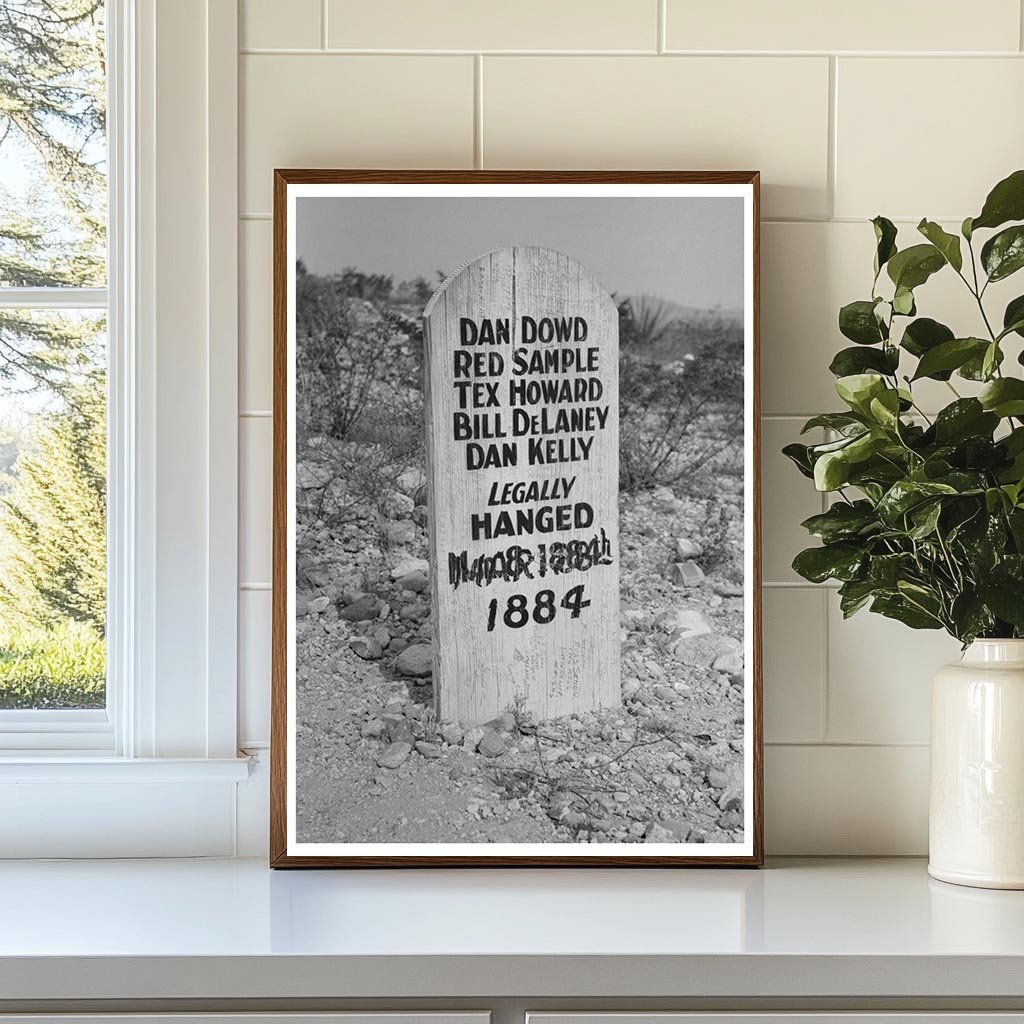 DAN DOWD
RED SAMPLE
TEX HOWARD
BILL DELANEY
DAN KELLY
LEGALLY
HANGED
1884